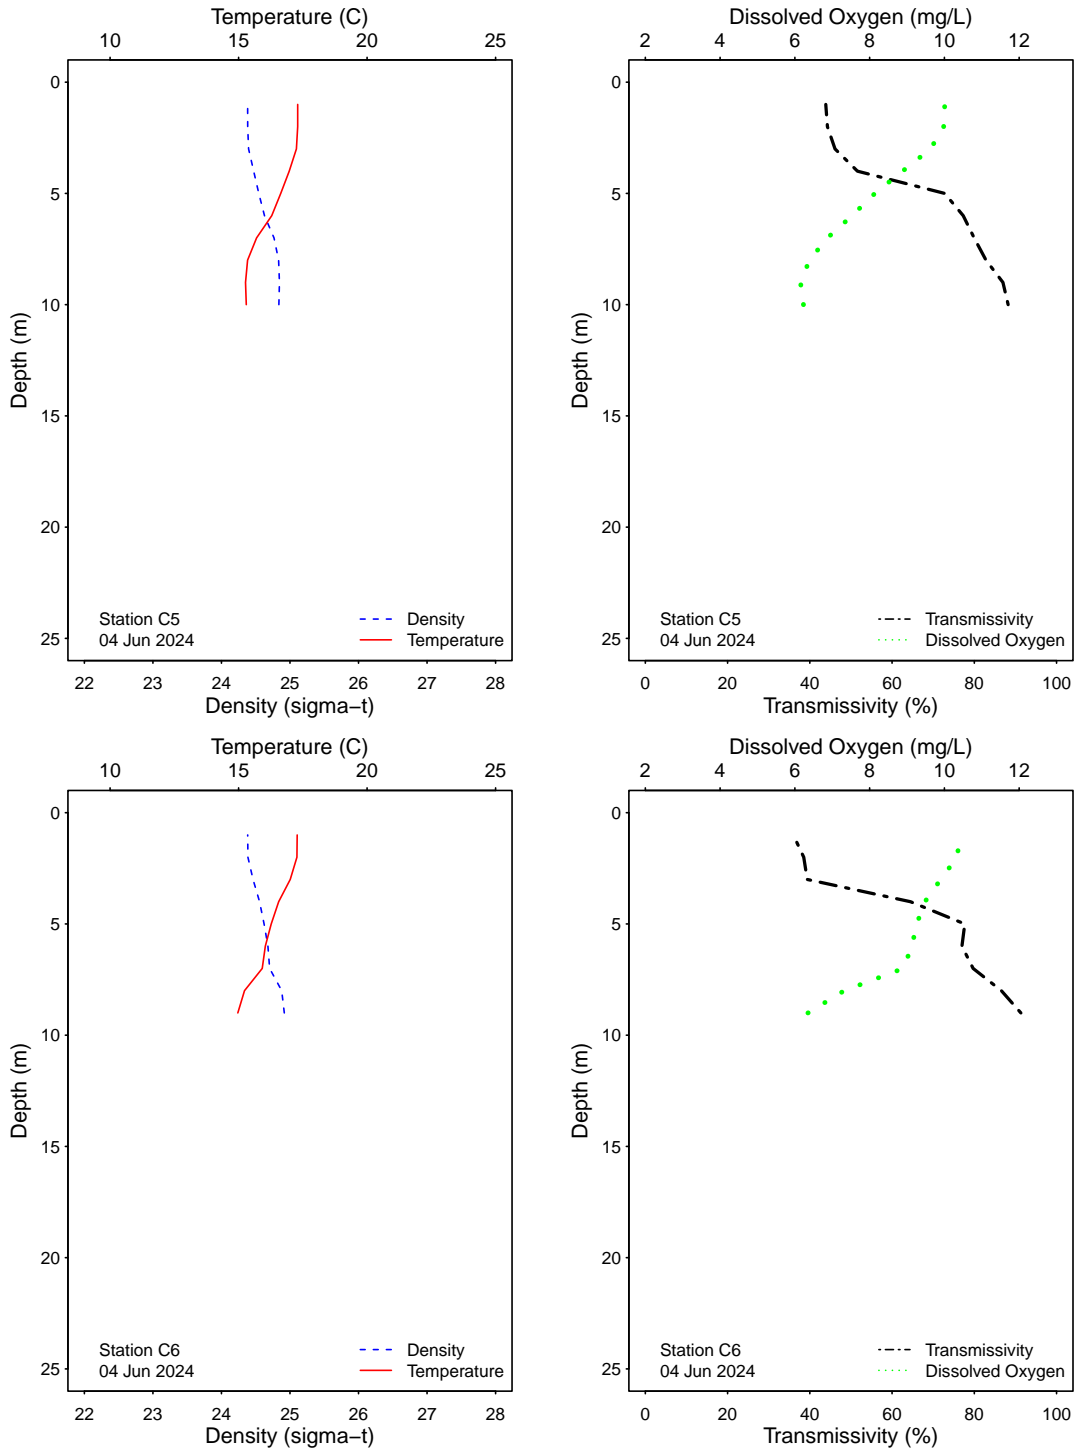 Temperature (C)
10 15 20 25
0
5
10
15
20
25
Depth (m)
Station C5
04 Jun 2024
Density
Temperature
22 23 24 25 26 27 28
Density (sigma−t)
Dissolved Oxygen (mg/L)
2 4 6 8 10 12
0
5
10
15
20
25
Depth (m)
Station C5
04 Jun 2024
Transmissivity
Dissolved Oxygen
0 20 40 60 80 100
Transmissivity (%)
Temperature (C)
10 15 20 25
0
5
10
15
20
25
Depth (m)
Station C6
04 Jun 2024
Density
Temperature
22 23 24 25 26 27 28
Density (sigma−t)
Dissolved Oxygen (mg/L)
2 4 6 8 10 12
0
5
10
15
20
25
Depth (m)
Station C6
04 Jun 2024
Transmissivity
Dissolved Oxygen
0 20 40 60 80 100
Transmissivity (%)